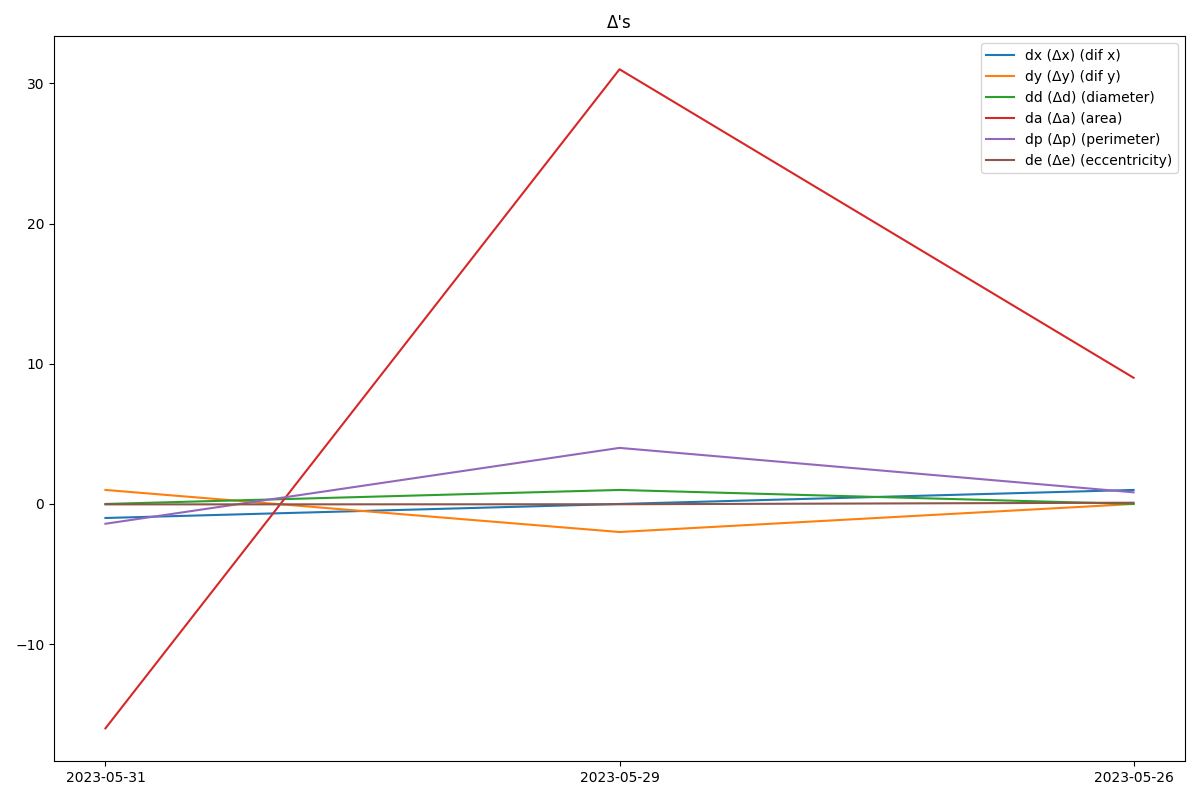 Δ's
dx (Δx) (dif x)
dy (Δy) (dif y)
dd (Δd) (diameter)
da (Δa) (area)
dp (Δp) (perimeter)
de (Δe) (eccentricity)
30
20
10
0
−10
2023-05-31 2023-05-29 2023-05-26